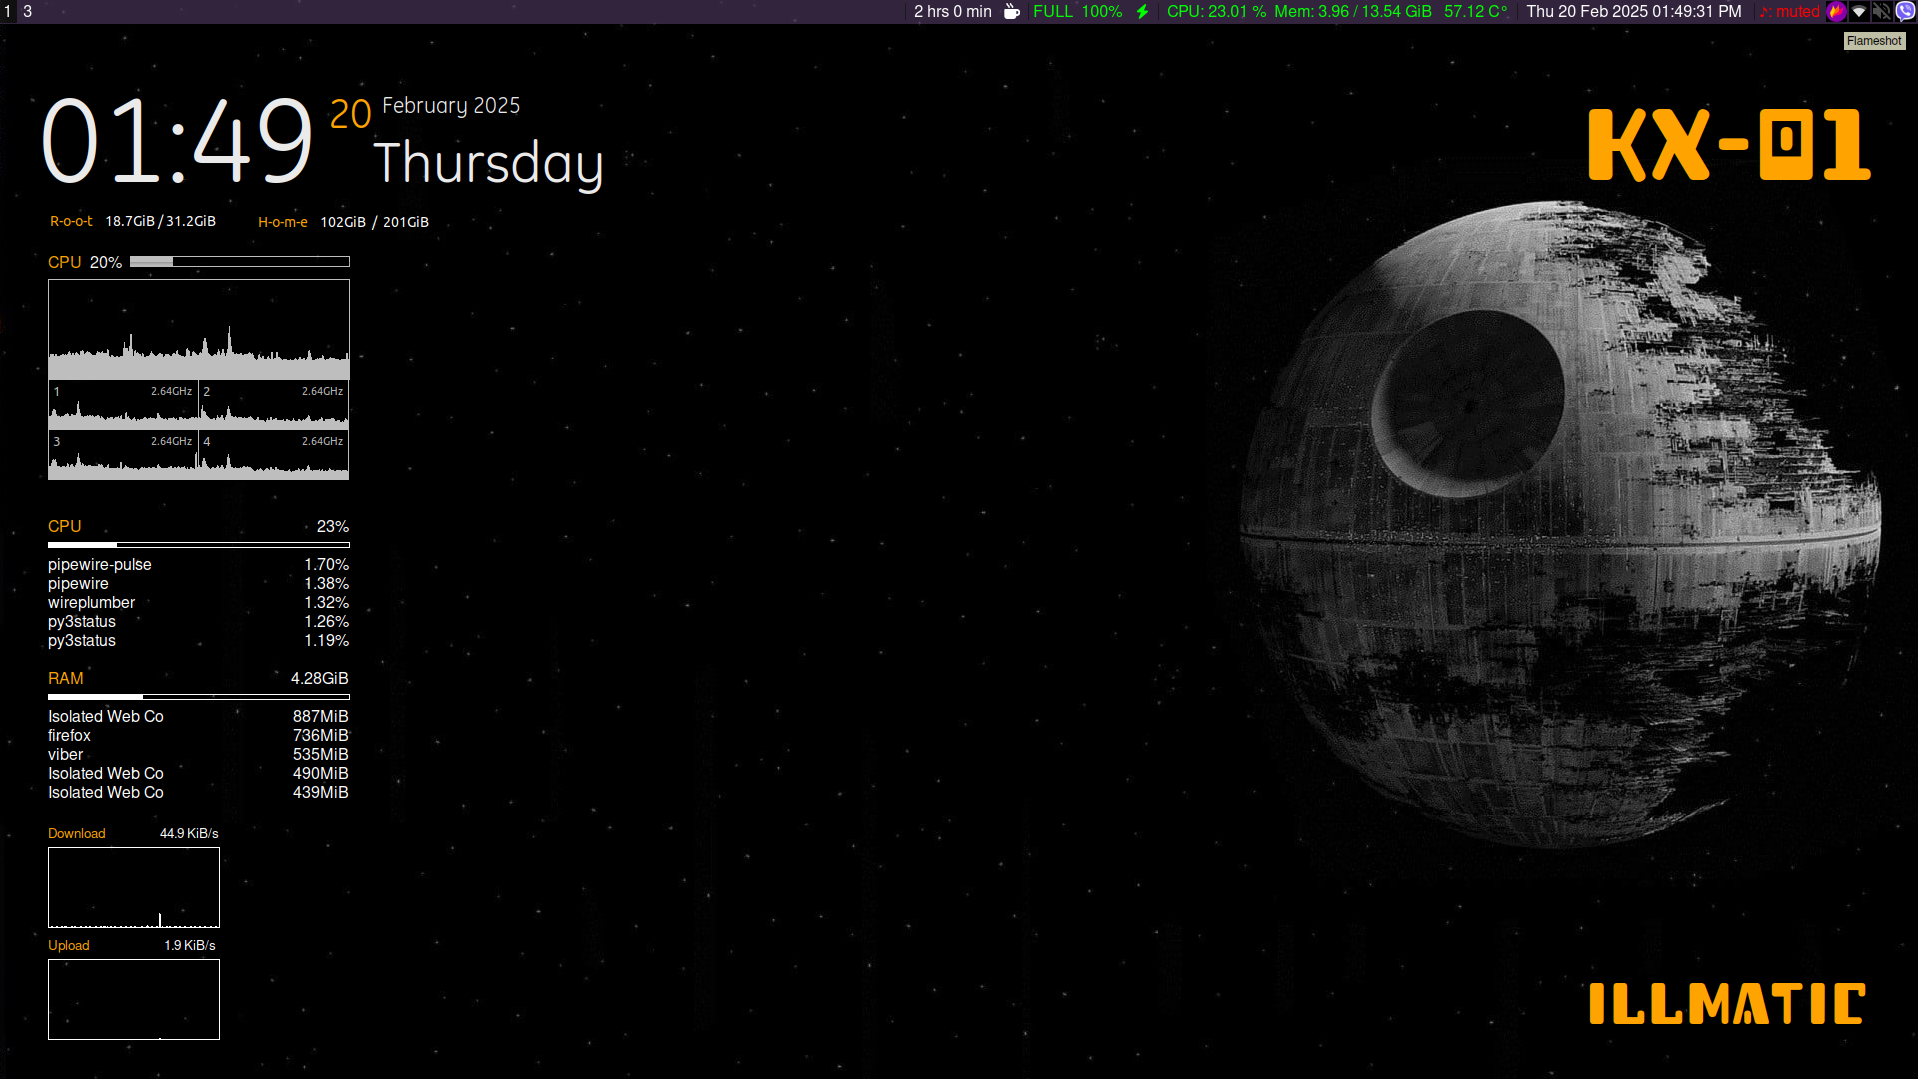 1 3 2 hrs 0 min FULL 100% CPU: 23.01 % Mem: 3.96 / 13.54 GiB 57.12 C° Thu 20 Feb 2025 01:49:31 PM ♪: muted
Flameshot
01:49 20 February 2025
Thursday
KX-01
R-o-o-t 18.7GiB / 31.2GiB H-o-m-e 102GiB / 201GiB
CPU 20%
1 2.64GHz 2 2.64GHz
3 2.64GHz 4 2.64GHz
CPU 23%
pipewire-pulse 1.70%
pipewire 1.38%
wireplumber 1.32%
py3status 1.26%
py3status 1.19%
RAM 4.28GiB
Isolated Web Co 887MiB
firefox 736MiB
viber 535MiB
Isolated Web Co 490MiB
Isolated Web Co 439MiB
Download 44.9 KiB/s
Upload 1.9 KiB/s
ILLMATIC